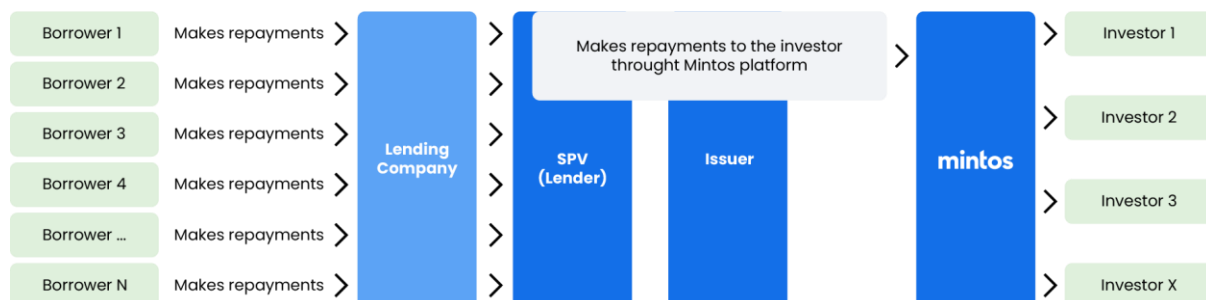 Borrower 1 Makes repayments
Borrower 2 Makes repayments
Borrower 3 Makes repayments
Borrower 4 Makes repayments
Borrower ... Makes repayments
Borrower N Makes repayments
Lending
Company
SPV
(Lender)
Issuer
Makes repayments to the investor
throught Mintos platform
mintos
Investor 1
Investor 2
Investor 3
Investor X